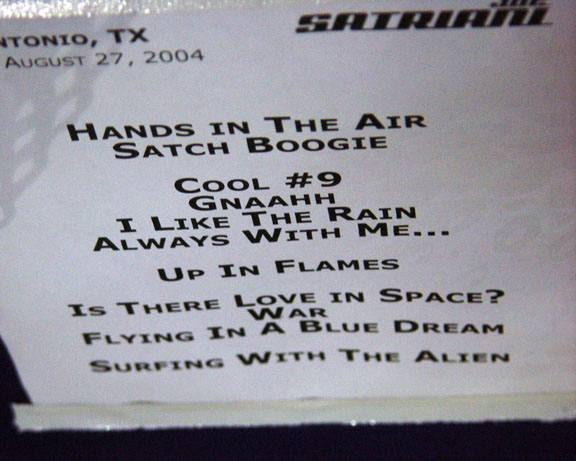 NTONIO, TX
AUGUST 27, 2004
JOE
SATRIANI
HANDS IN THE AIR
SATCH BOOGIE
COOL #9
GNAAHH
I LIKE THE RAIN
ALWAYS WITH ME...
UP IN FLAMES
IS THERE LOVE IN SPACE?
WAR
FLYING IN A BLUE DREAM
SURFING WITH THE ALIEN